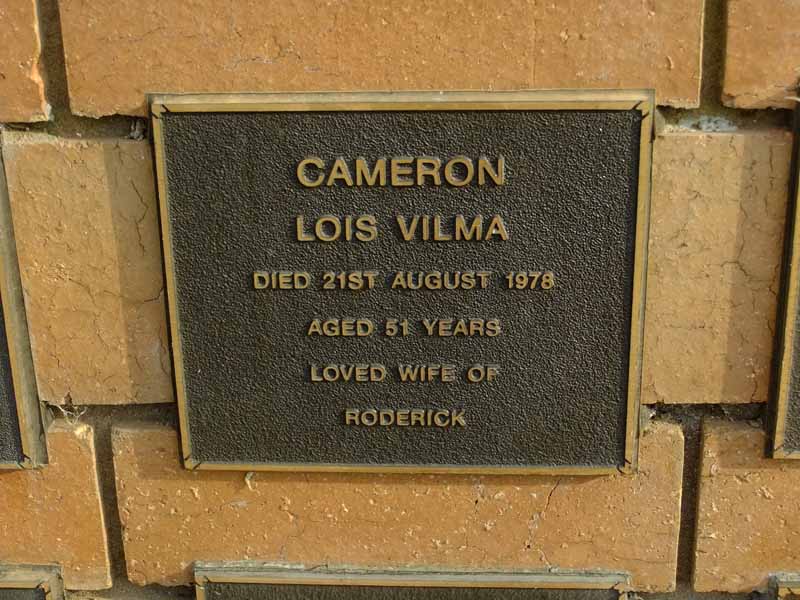 CAMERON
LOIS VILMA
DIED 21ST AUGUST 1978
AGED 51 YEARS
LOVED WIFE OF
RODERICK